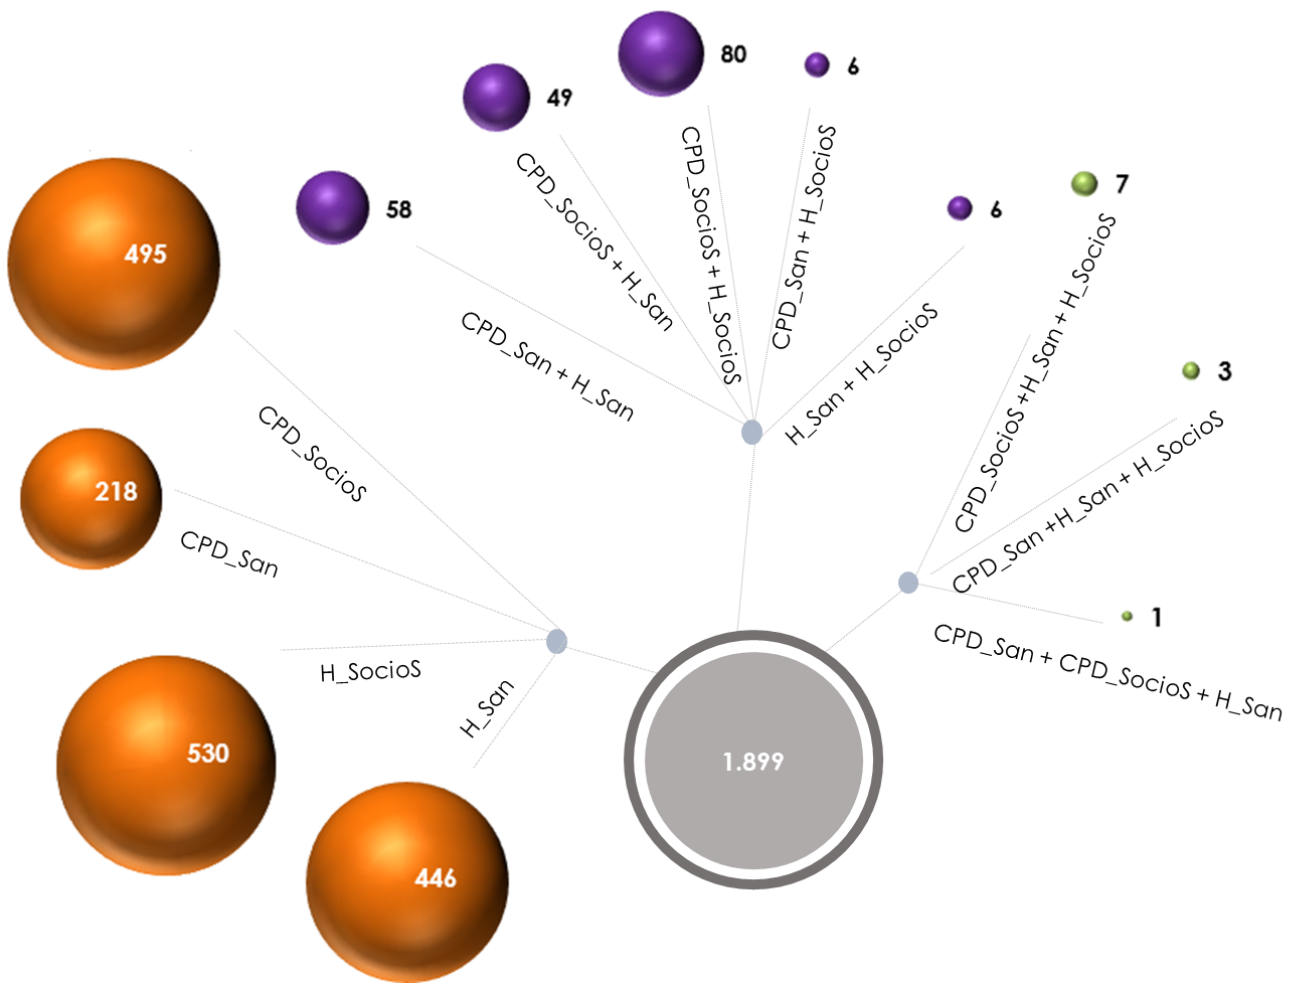 80
6
49
CPD_SocioS + H_San
CPD_SocioS + H_SocioS
CPD_San + H_SocioS
7
58
6
495
CPD_San + H_San
H_San + H_SocioS
CPD_SocioS +H_San + H_SocioS
3
CPD_San +H_San + H_SocioS
CPD_SocioS
218
CPD_San
1
CPD_San + CPD_SocioS + H_San
H_SocioS
H_San
530
1.899
446